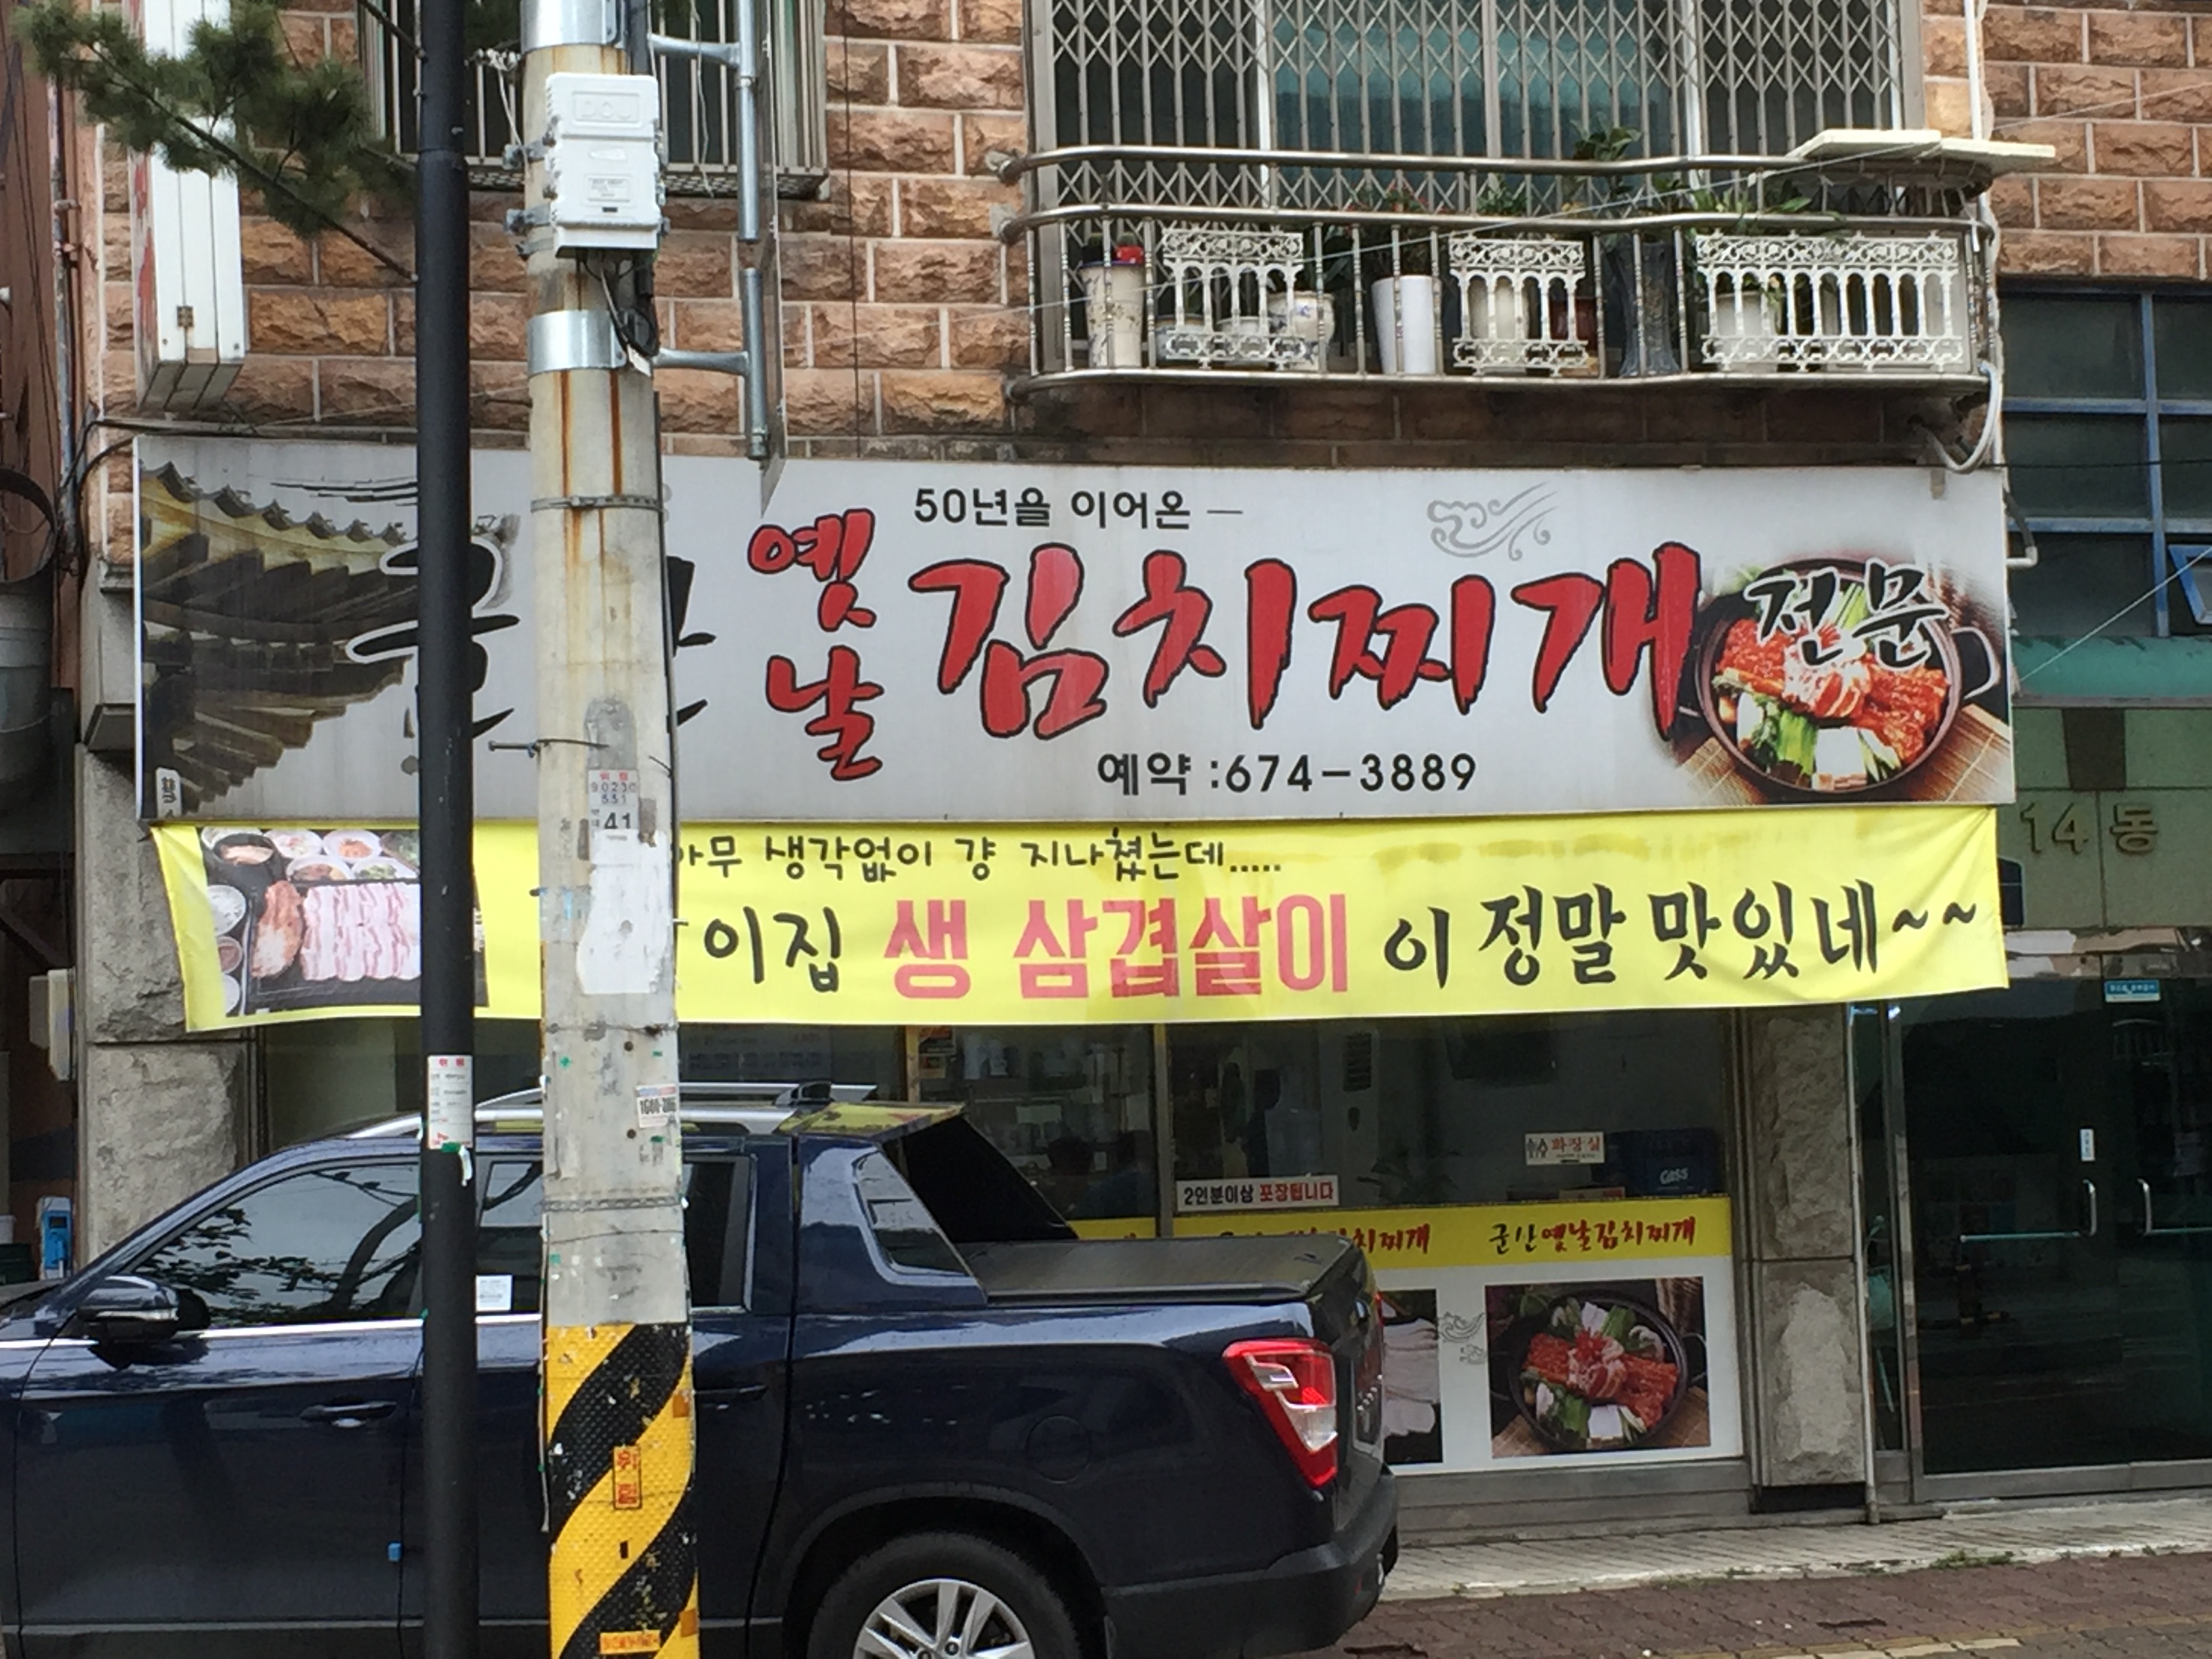 50년을 이어온 –
옛날 김치찌개 전문
예약 : 674-3889
생각없이 걍 지나쳤는데.....
이집 생 삼겹살이 이 정말 맛있네~~
14동
41
화장실
Cass
2인분이상 포장됩니다
군산옛날김치찌개